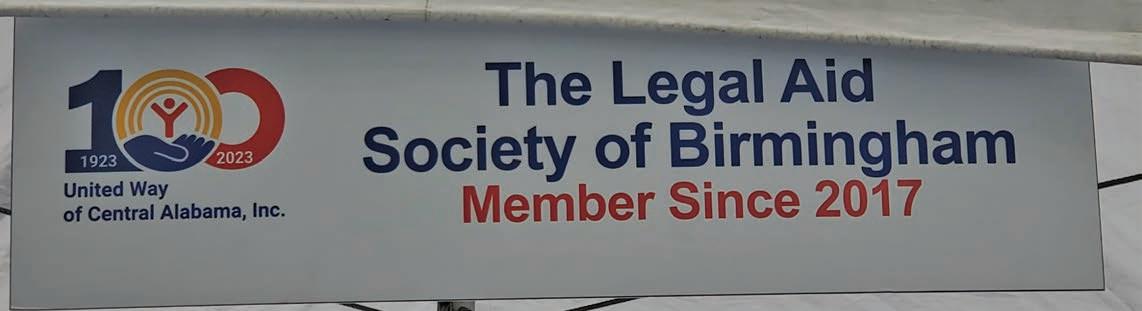 100
1923
2023
United Way
of Central Alabama, Inc.
The Legal Aid
Society of Birmingham
Member Since 2017